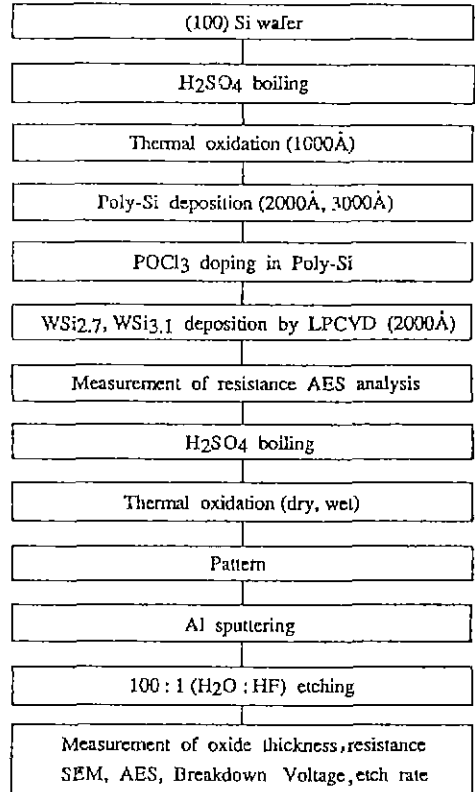 (100) Si wafer
H2SO4 boiling
Thermal oxidation (1000Å)
Poly-Si deposition (2000Å, 3000Å)
POCl3 doping in Poly-Si
WSi2.7, WSi3.1 deposition by LPCVD (2000Å)
Measurement of resistance AES analysis
H2SO4 boiling
Thermal oxidation (dry, wet)
Pattern
Al sputtering
100 : 1 (H2O : HF) etching
Measurement of oxide thickness, resistance
SEM, AES, Breakdown Voltage, etch rate